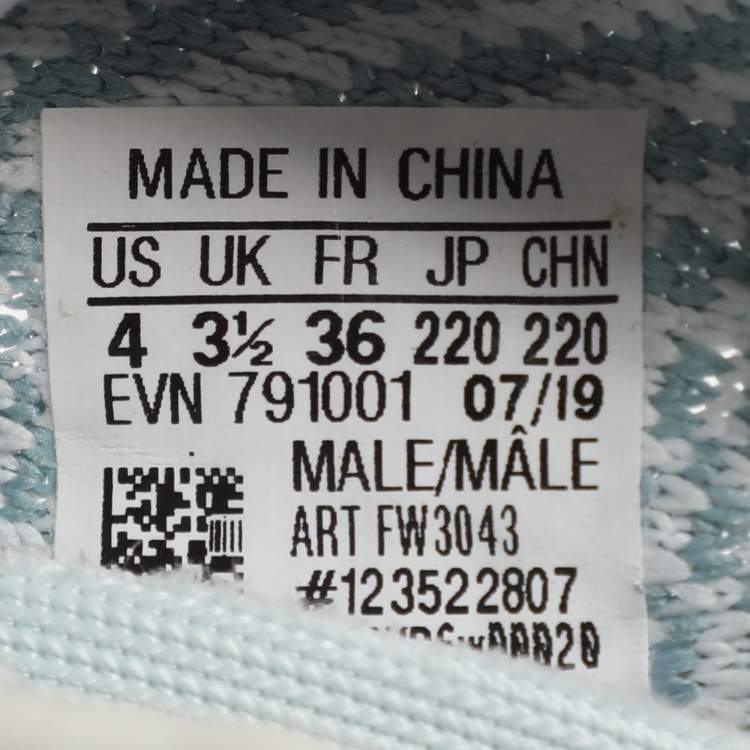 MADE IN CHINA
US UK FR JP CHN
4 3½ 36 220 220
EVN 791001 07/19
MALE/MÂLE
ART FW3043
#123522807